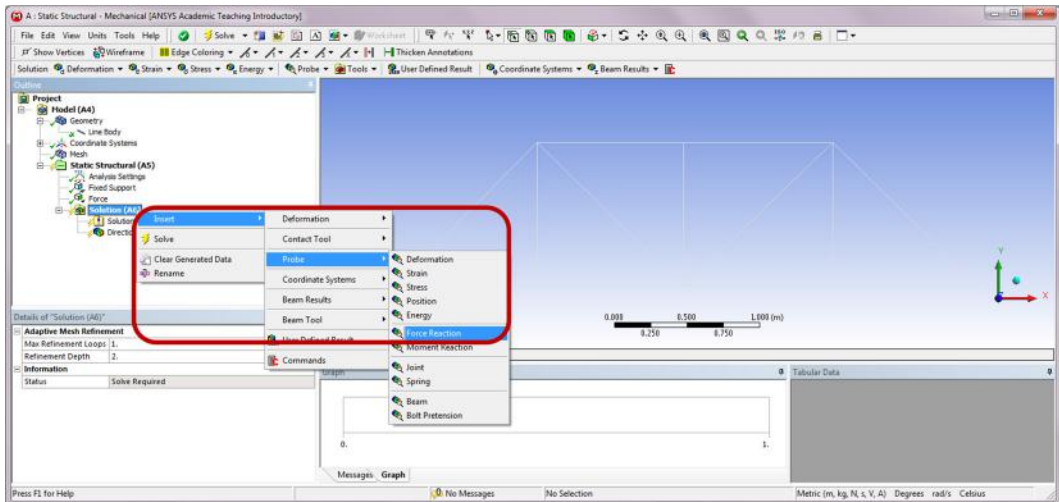 A : Static Structural - Mechanical [ANSYS Academic Teaching Introductory]
File Edit View Units Tools Help Solve Worksheet
Show Vertices Wireframe Edge Coloring Thicken Annotations
Solution Deformation Strain Stress Energy Probe Tools User Defined Result Coordinate Systems Beam Results
Outline
Project
Model (A4)
Geometry
Line Body
Coordinate Systems
Mesh
Static Structural (A5)
Analysis Settings
Fixed Support
Force
Solution (A6)
Solution
Directi
Insert
Solve
Clear Generated Data
Rename
Deformation
Contact Tool
Probe
Coordinate Systems
Beam Results
Beam Tool
User Defined Result
Commands
Deformation
Strain
Stress
Position
Energy
Force Reaction
Moment Reaction
Joint
Spring
Beam
Bolt Pretension
Y
X
0.000 0.500 1.000 (m)
0.250 0.750
Details of "Solution (A6)"
Adaptive Mesh Refinement
Max Refinement Loops 1.
Refinement Depth 2.
Information
Status Solve Required
Graph
Tabular Data
0. 1.
Messages Graph
Press F1 for Help No Messages No Selection Metric (m, kg, N, s, V, A) Degrees rad/s Celsius